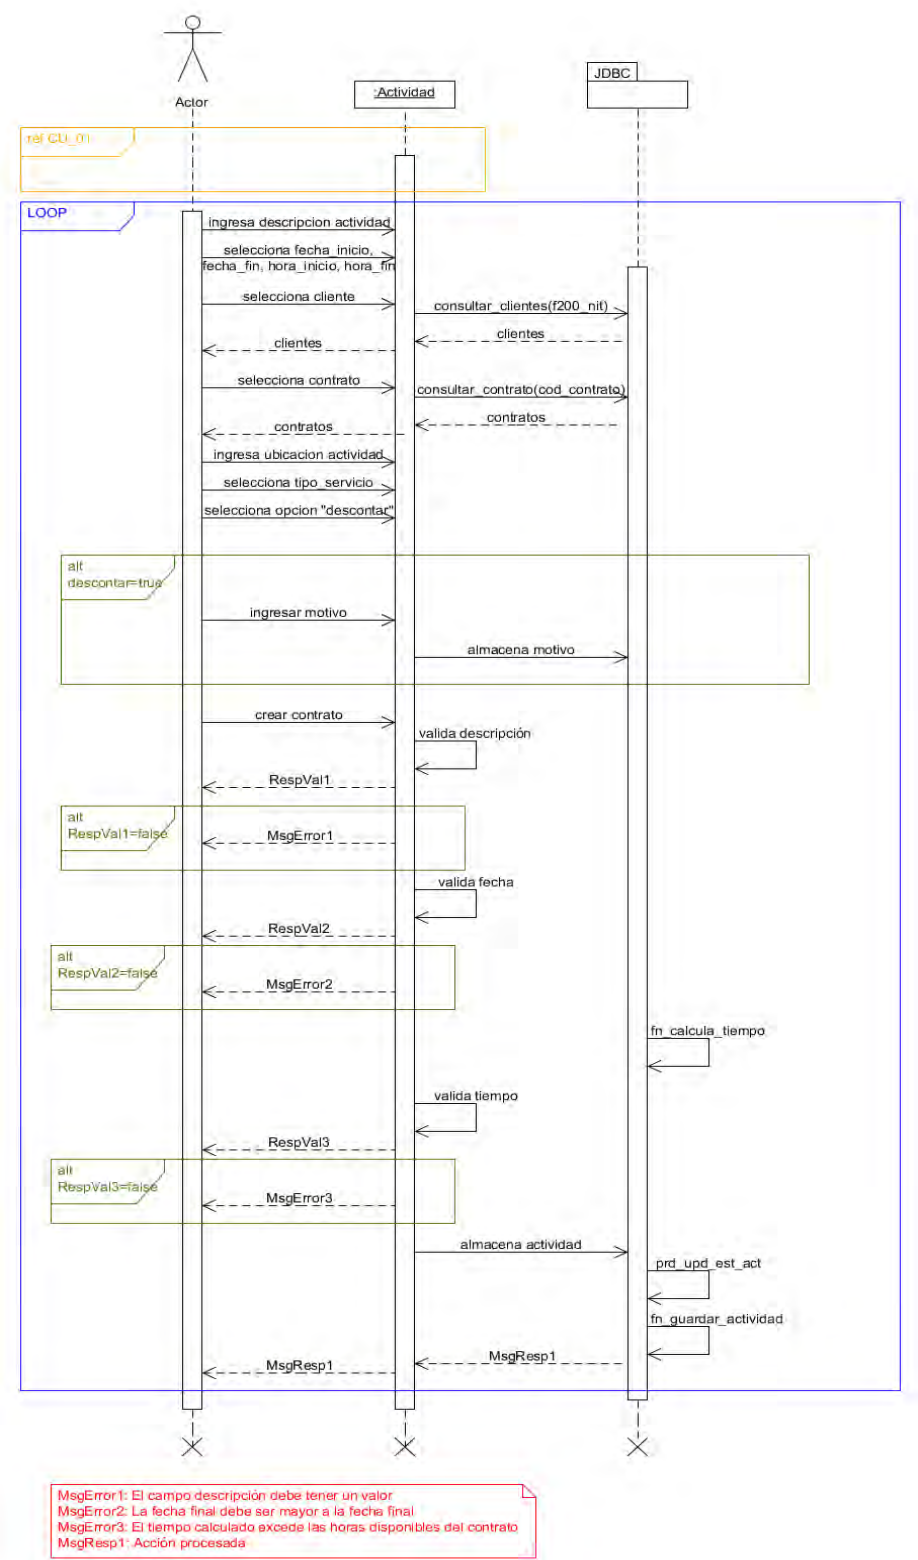 Actor
:Actividad
JDBC
ref CU_01
LOOP
ingresa descripcion actividad
selecciona fecha_inicio,
fecha_fin, hora_inicio, hora_fin
selecciona cliente
consultar_clientes(f200_nit)
clientes
clientes
selecciona contrato
consultar_contrato(cod_contrato)
contratos
contratos
ingresa ubicacion actividad
selecciona tipo_servicio
selecciona opcion "descontar"
alt
descontar=true
ingresar motivo
almacena motivo
crear contrato
valida descripción
RespVal1
alt
RespVal1=false
MsgError1
valida fecha
RespVal2
alt
RespVal2=false
MsgError2
fn_calcula_tiempo
valida tiempo
RespVal3
alt
RespVal3=false
MsgError3
almacena actividad
prd_upd_est_act
fn_guardar_actividad
MsgResp1
MsgResp1
MsgError1: El campo descripción debe tener un valor
MsgError2: La fecha final debe ser mayor a la fecha final
MsgError3: El tiempo calculado excede las horas disponibles del contrato
MsgResp1: Acción procesada